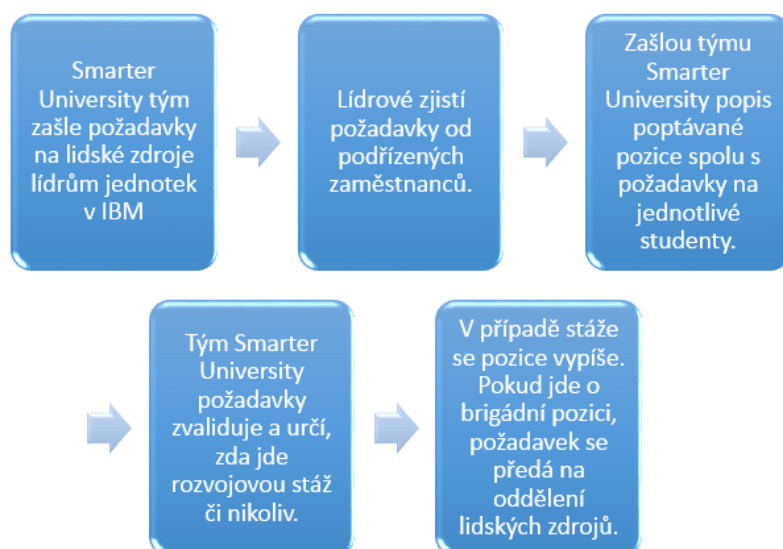 Smarter
University tým
zašle požadavky
na lidské zdroje
lídrům jednotek
v IBM
Lídrové zjistí
požadavky od
podřízených
zaměstnanců.
Zašlou týmu
Smarter
University popis
poptávané
pozice spolu s
požadavky na
jednotlivé
studenty.
Tým Smarter
University
požadavky
zvaliduje a určí,
zda jde
rozvojovou stáž
či nikoliv.
V případě stáže
se pozice vypíše.
Pokud jde o
brigádní pozici,
požadavek se
předá na
oddělení
lidských zdrojů.